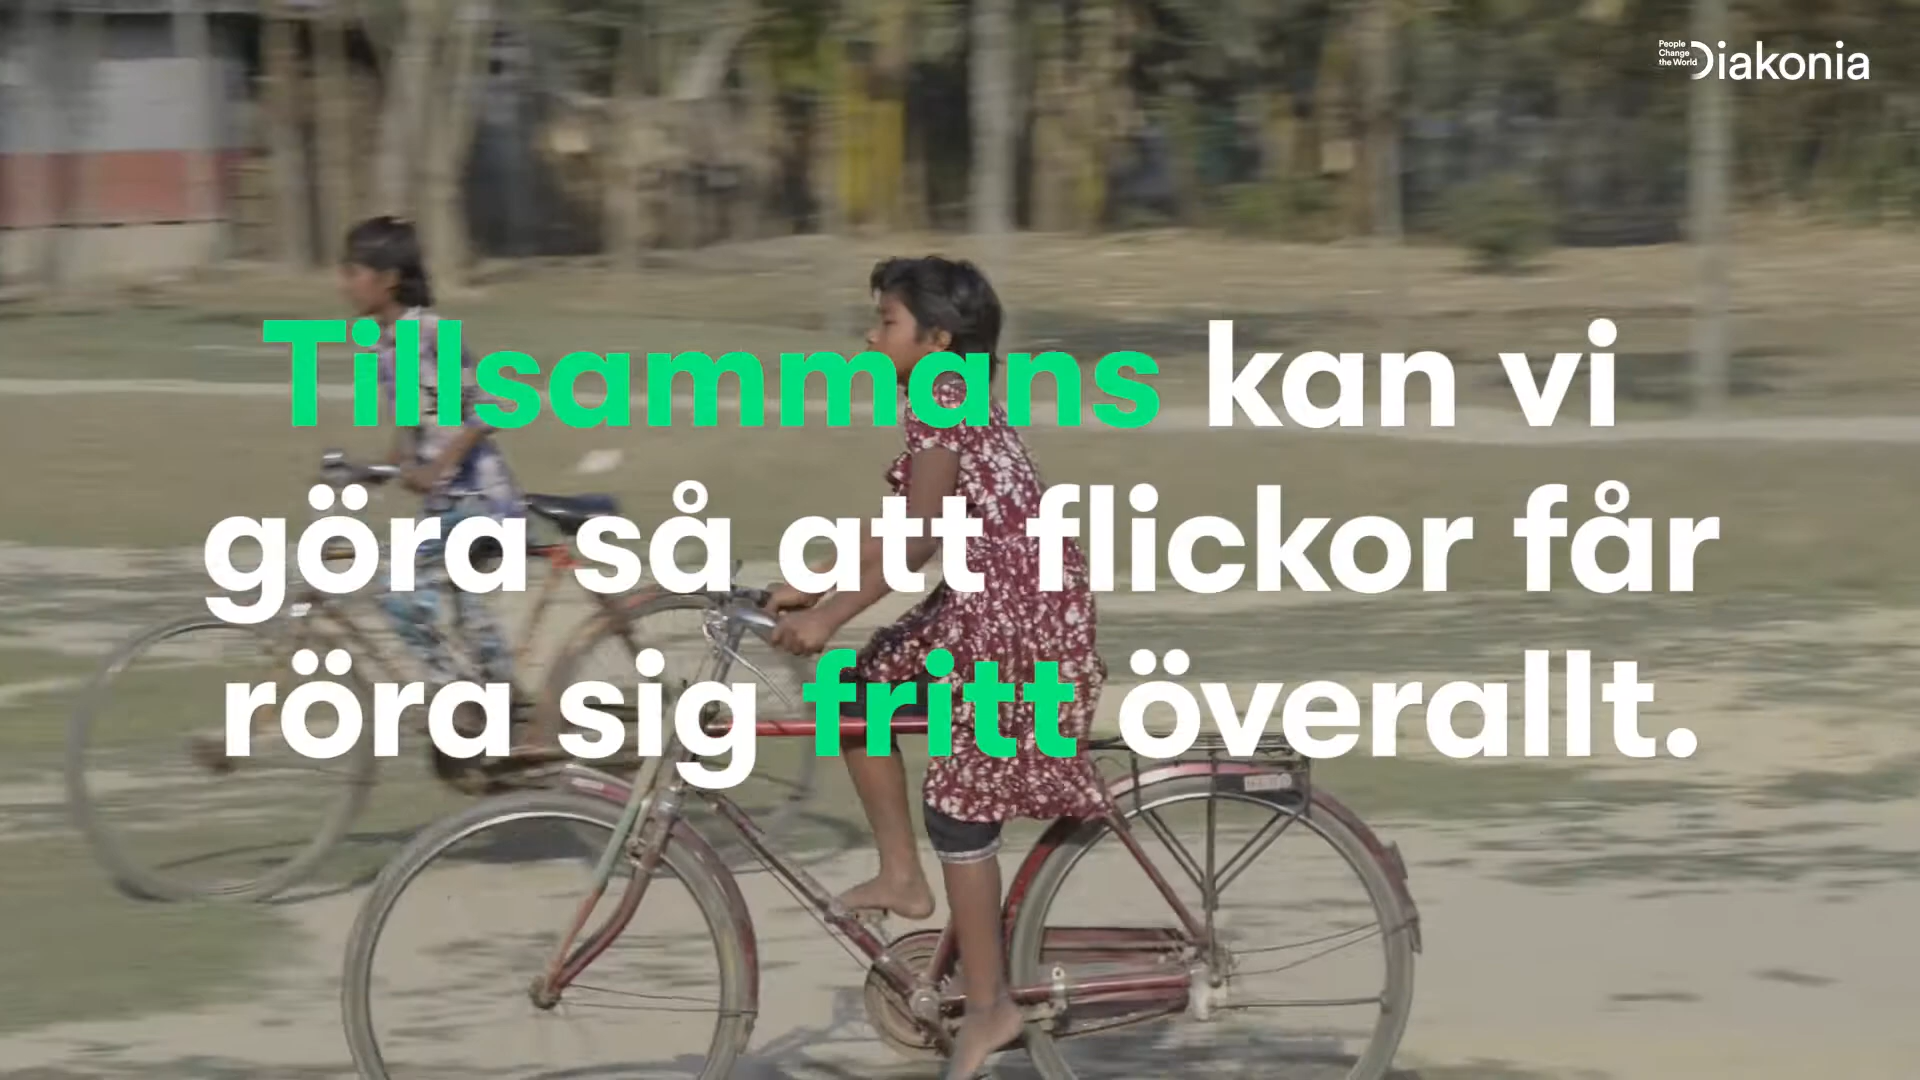 People
Change
the World
Diakonia
Tillsammans kan vi
göra så att flickor får
röra sig fritt överallt.